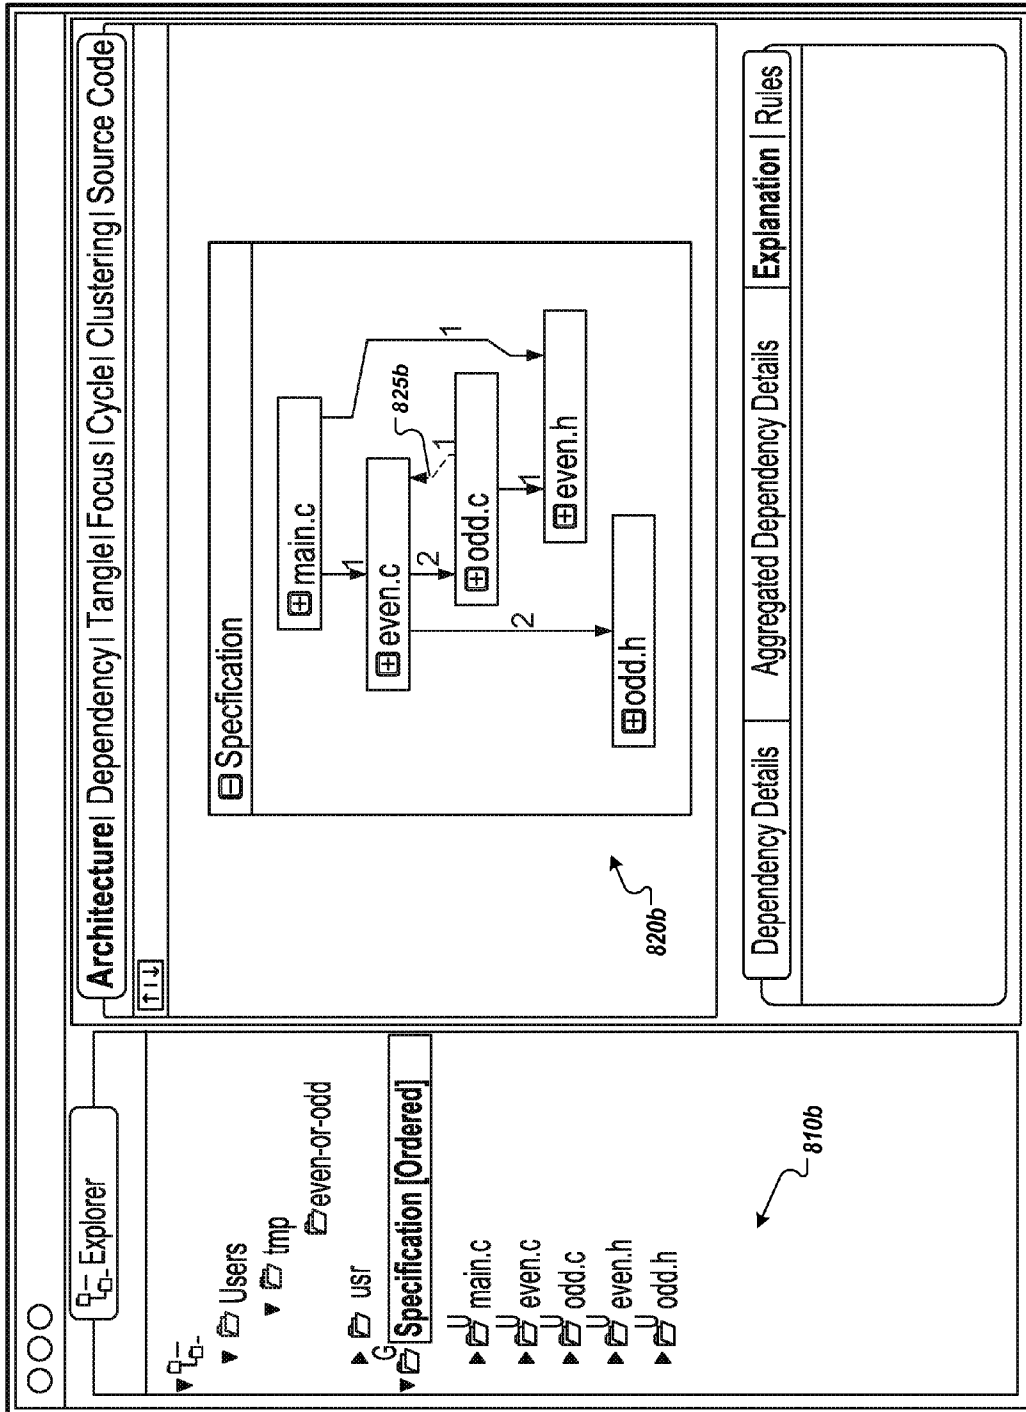 Explorer
Users
tmp
even-or-odd
usr
G
Specification [Ordered]
U
main.c
U
even.c
U
odd.c
U
even.h
U
odd.h
810b
Architecture| Dependency | Tangle| Focus | Cycle| Clustering| Source Code
↑|↓
Specfication
main.c
1
1
even.c
825b
2
1
odd.c
2
1
even.h
odd.h
820b
Dependency Details
Aggregated Dependency Details
Explanation | Rules